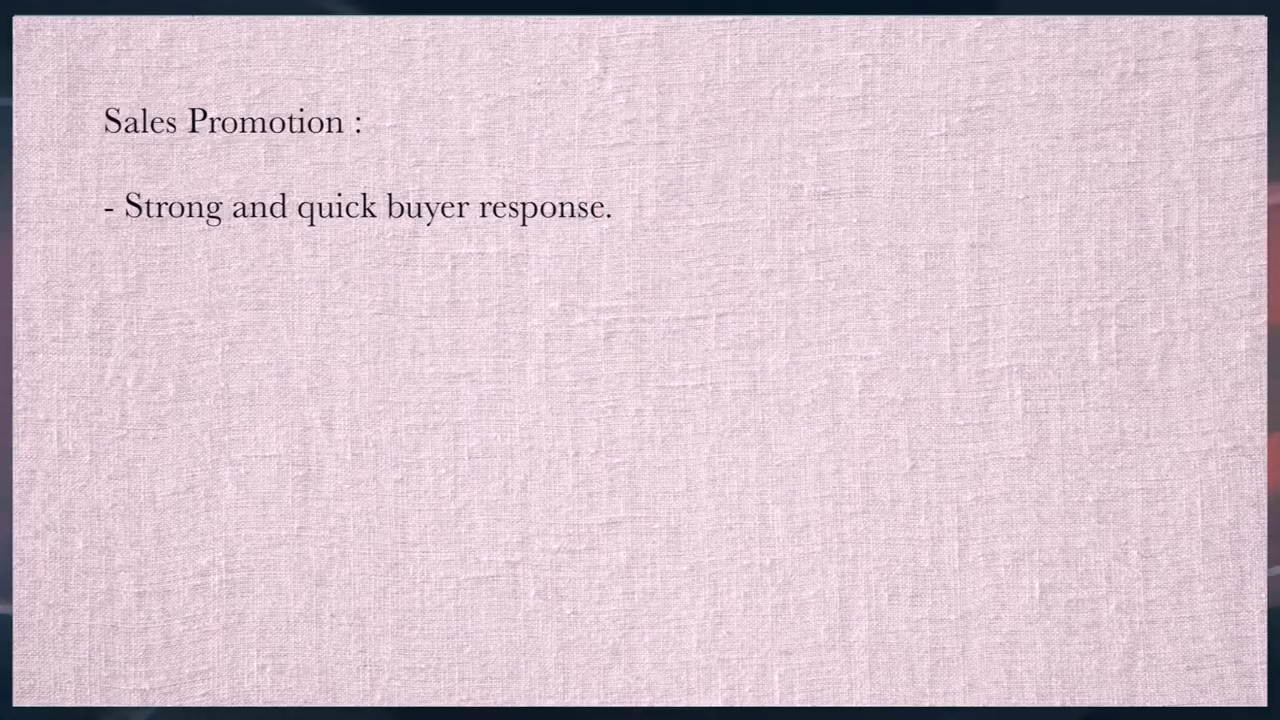 Sales Promotion :
- Strong and quick buyer response.